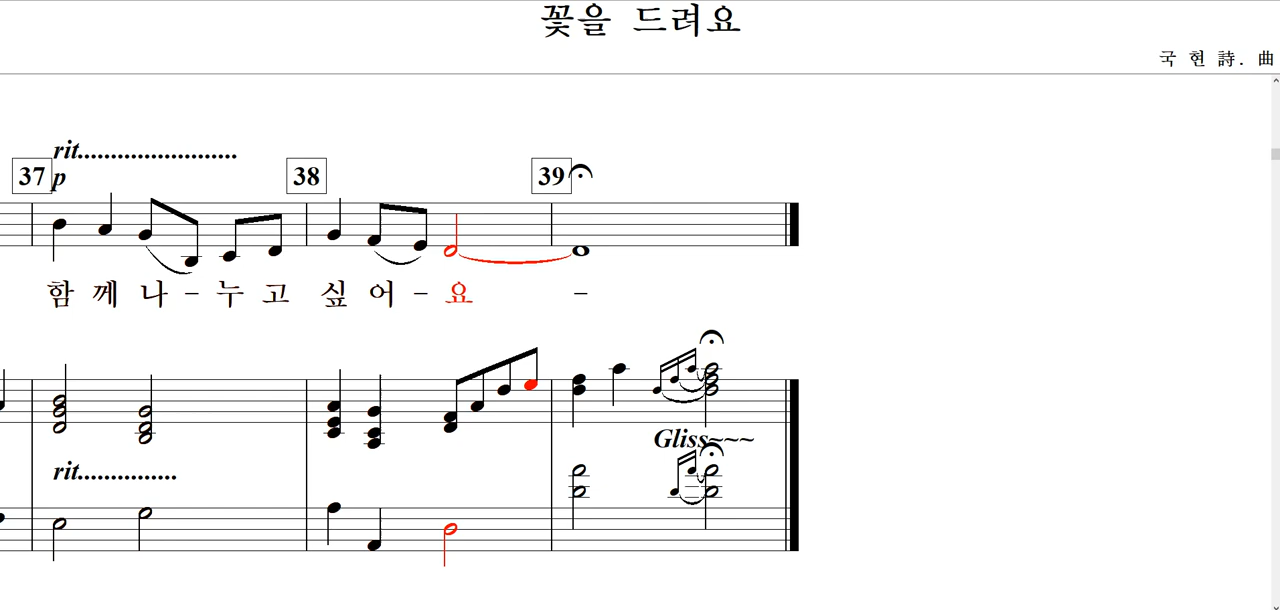 꽃을 드려요
국 현 詩. 曲
rit........................
37 p 38 39
함 께 나 - 누 고 싶 어 - 요 -
Gliss~~~
rit...............